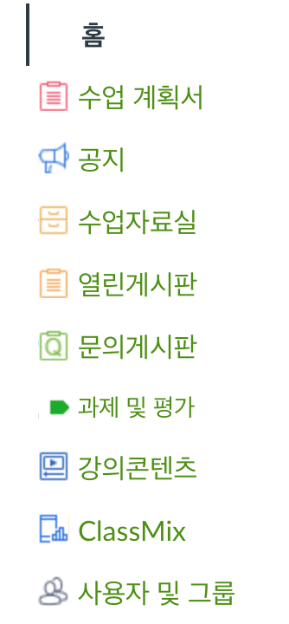 홈
수업 계획서
공지
수업자료실
열린게시판
Q 문의게시판
과제 및 평가
강의콘텐츠
ClassMix
사용자 및 그룹